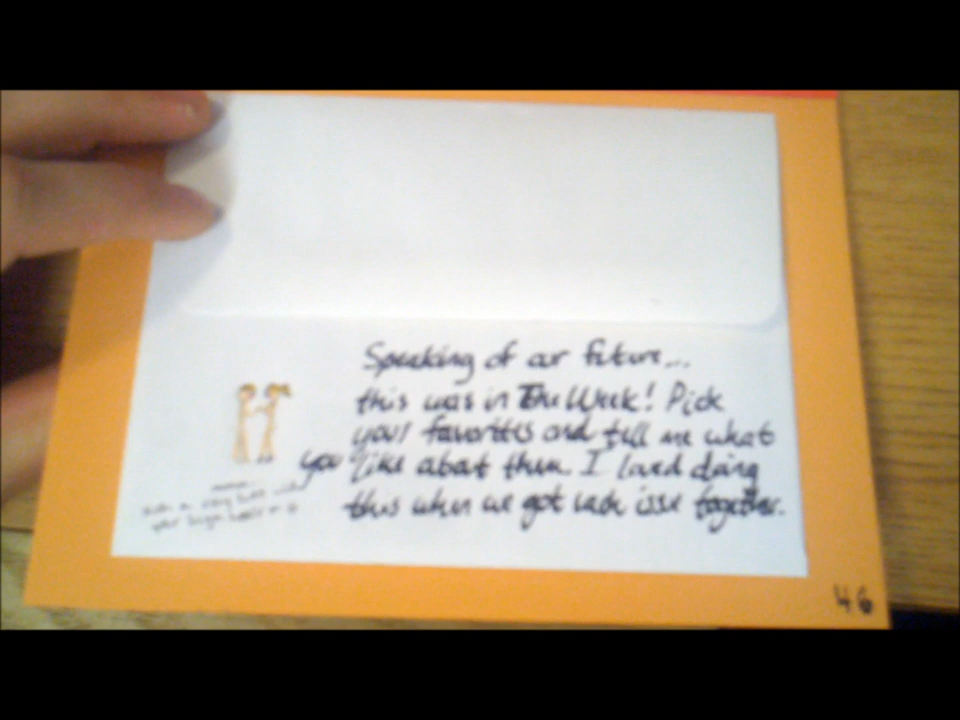 Speaking of our future...
this was in The Week! Pick
your favorites and tell me what
you like about them. I loved doing
this when we got each issue together.
46